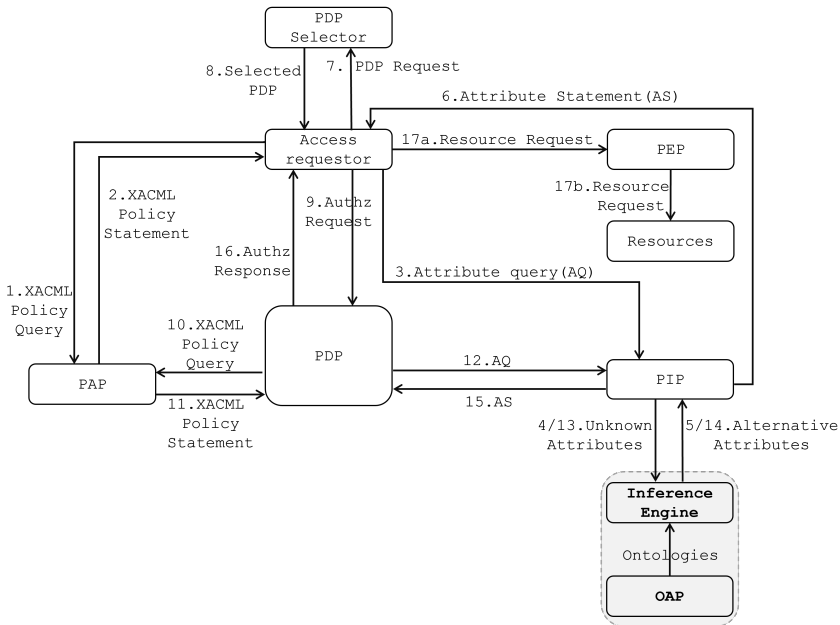 PDP
Selector
8.Selected
PDP
7. PDP Request
6.Attribute Statement(AS)
Access
requestor
17a.Resource Request
PEP
2.XACML
Policy
Statement
9.Authz
Request
17b.Resource
Request
Resources
16.Authz
Response
3.Attribute query(AQ)
1.XACML
Policy
Query
10.XACML
Policy
Query
PDP
12.AQ
PAP
PIP
11.XACML
Policy
Statement
15.AS
4/13.Unknown
Attributes
5/14.Alternative
Attributes
Inference
Engine
Ontologies
OAP